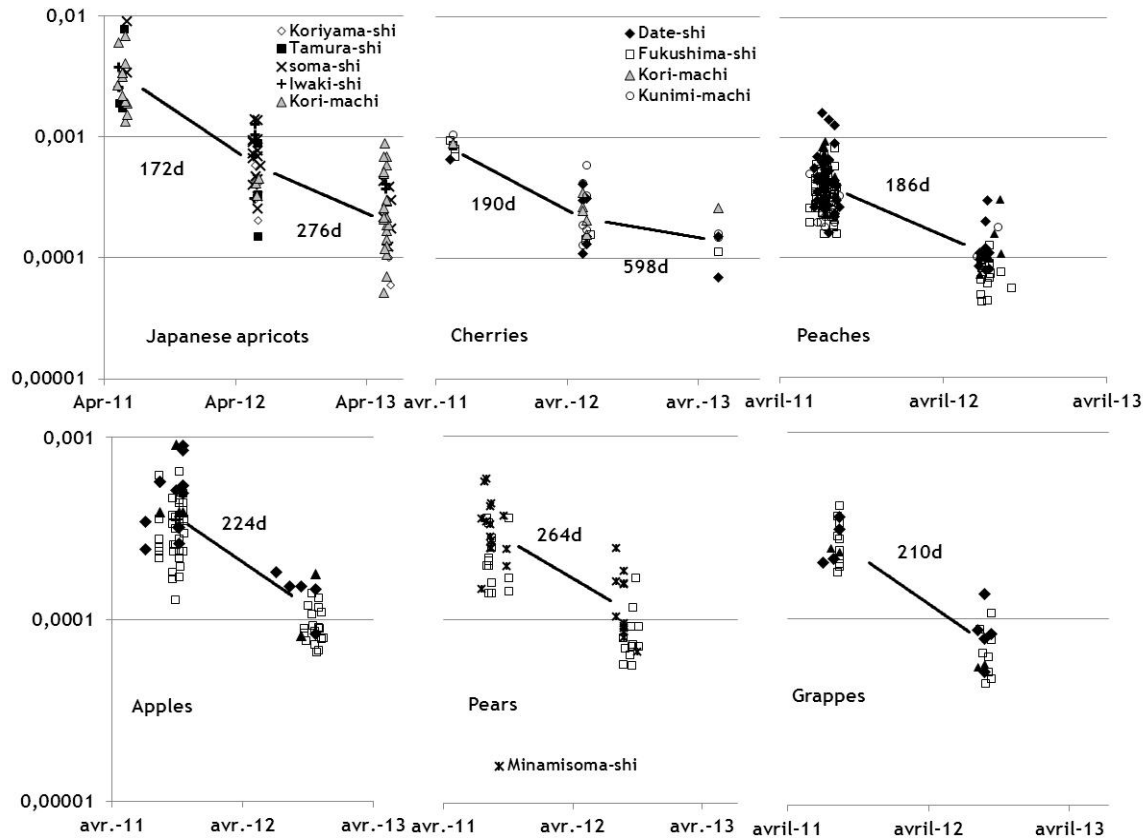 0,01
0,001
0,0001
0,00001
Koriyama-shi
Tamura-shi
soma-shi
Iwaki-shi
Kori-machi
172d
276d
Japanese apricots
Apr-11 Apr-12 Apr-13
Date-shi
Fukushima-shi
Kori-machi
Kunimi-machi
190d
598d
Cherries
avr.-11 avr.-12 avr.-13
186d
Peaches
avril-11 avril-12 avril-13
0,001
0,0001
0,00001
224d
Apples
avr.-11 avr.-12 avr.-13
264d
Pears
Minamisoma-shi
avr.-11 avr.-12 avr.-13
210d
Grappes
avril-11 avril-12 avril-13